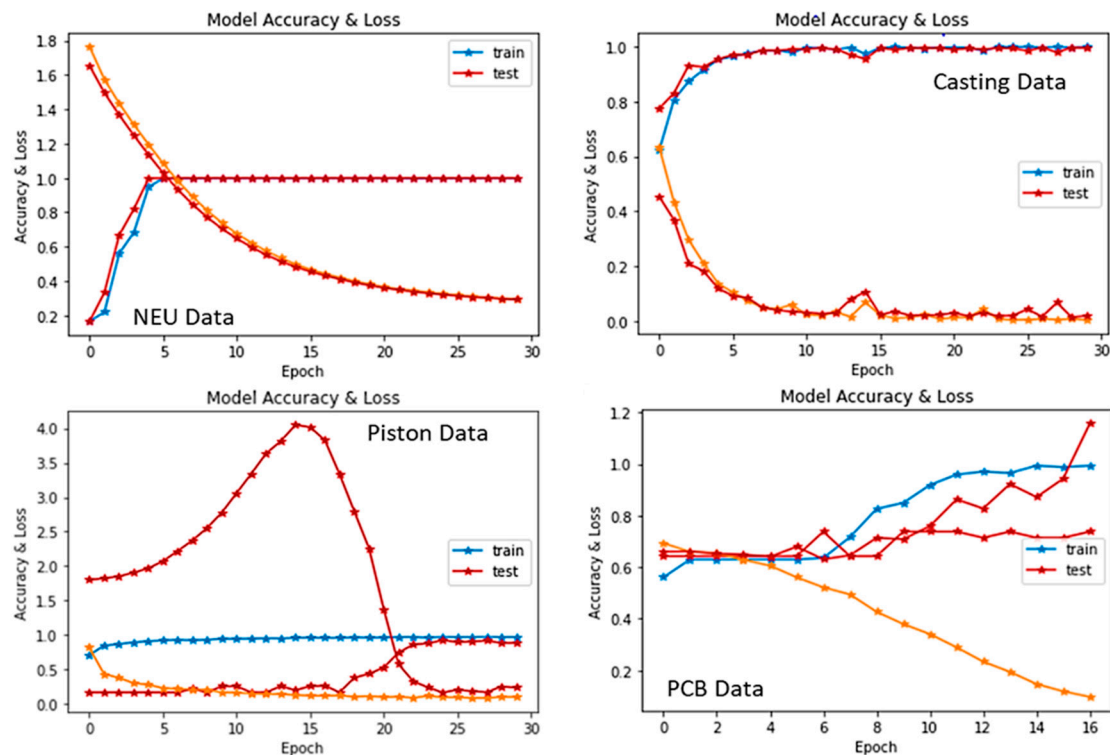 Model Accuracy & Loss
1.8
1.6
1.4
1.2
1.0
0.8
0.6
0.4
0.2
Accuracy & Loss
train
test
NEU Data
0 5 10 15 20 25 30
Epoch
Model Accuracy & Loss
1.0
0.8
0.6
0.4
0.2
0.0
Accuracy & Loss
Casting Data
train
test
0 5 10 15 20 25 30
Epoch
Model Accuracy & Loss
4.0
3.5
3.0
2.5
2.0
1.5
1.0
0.5
0.0
Accuracy & Loss
Piston Data
train
test
0 5 10 15 20 25 30
Epoch
Model Accuracy & Loss
1.2
1.0
0.8
0.6
0.4
0.2
Accuracy & Loss
train
test
PCB Data
0 2 4 6 8 10 12 14 16
Epoch